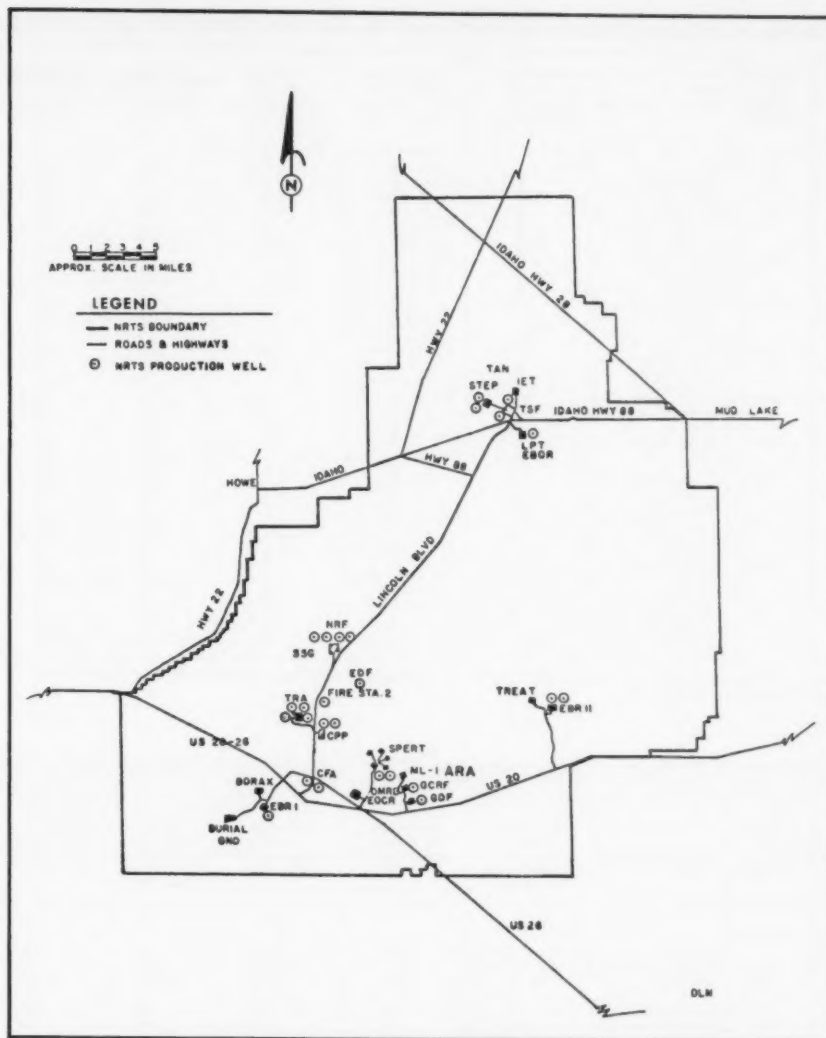 N
0 1 2 3 4 5
APPROX. SCALE IN MILES
LEGEND
NRTS BOUNDARY
ROADS & HIGHWAYS
NRTS PRODUCTION WELL
IDAHO HWY 28
HWY 22
TAN
IET
STEP
TSF
IDAHO HWY 88
MUD LAKE
LPT
EBOR
IDAHO
HWY 88
HOWE
LINCOLN BLVD
HWY 22
NRF
S5G
EDF
FIRE STA. 2
TRA
CPP
TREAT
EBR II
US 20-26
SPERT
ML-1 ARA
US 20
CFA
OMRE
GCRF
BORAX
EOCR
GDF
EBR I
BURIAL
GND
US 26
DLM